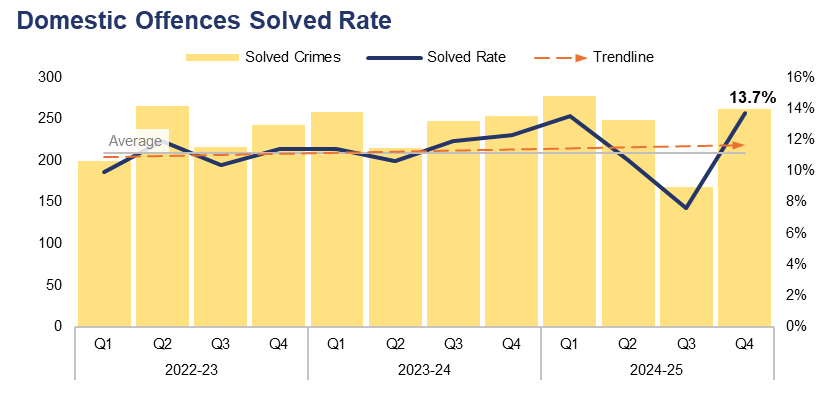 Domestic Offences Solved Rate
Solved Crimes Solved Rate Trendline
300 16%
13.7%
250 14%
Average
200 12%
150 10%
100 8%
50 6%
0 4%
2%
0%
Q1 Q2 Q3 Q4 Q1 Q2 Q3 Q4 Q1 Q2 Q3 Q4
2022-23 2023-24 2024-25